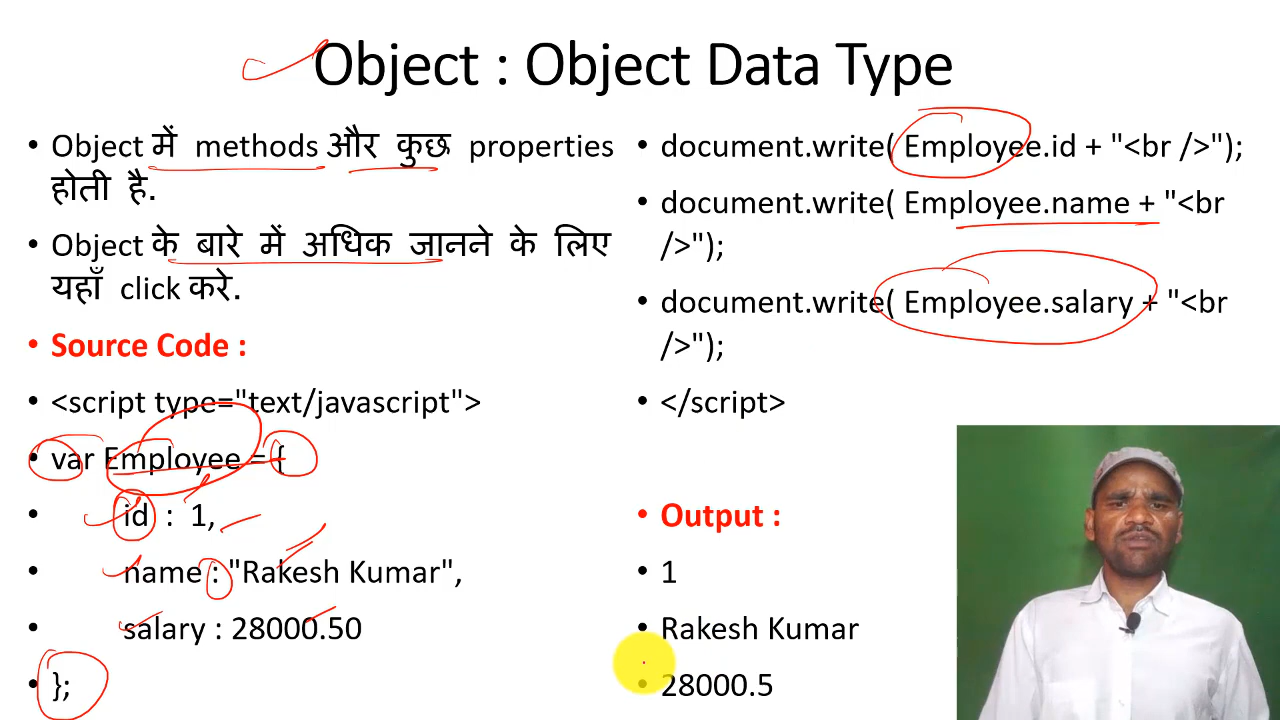 Object : Object Data Type
• Object में methods और कुछ properties
होती है.
• Object के बारे में अधिक जानने के लिए
यहाँ click करे.
• Source Code :
• <script type="text/javascript">
• var Employee = {
• id : 1,
• name : "Rakesh Kumar",
• salary : 28000.50
• };
• document.write( Employee.id + "<br />");
• document.write( Employee.name + "<br
/>");
• document.write( Employee.salary + "<br
/>");
• </script>
• Output :
• 1
• Rakesh Kumar
• 28000.5